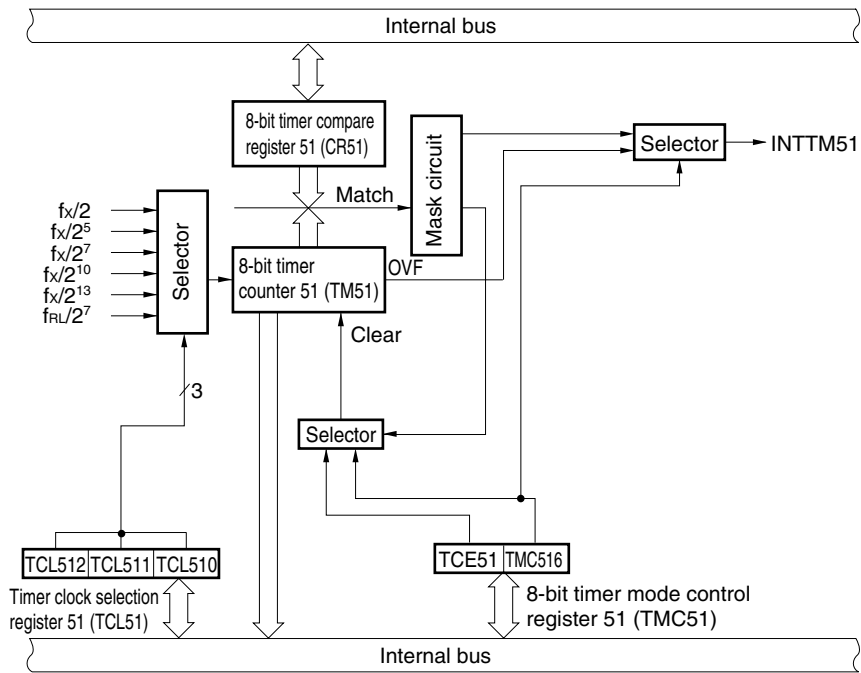 Internal bus
8-bit timer compare
register 51 (CR51)
Mask circuit
Selector
INTTM51
Match
fX/2
fX/2⁵
fX/2⁷
fX/2¹⁰
fX/2¹³
fRL/2⁷
Selector
8-bit timer
counter 51 (TM51)
OVF
Clear
3
Selector
TCL512 TCL511 TCL510
Timer clock selection
register 51 (TCL51)
TCE51 TMC516
8-bit timer mode control
register 51 (TMC51)
Internal bus